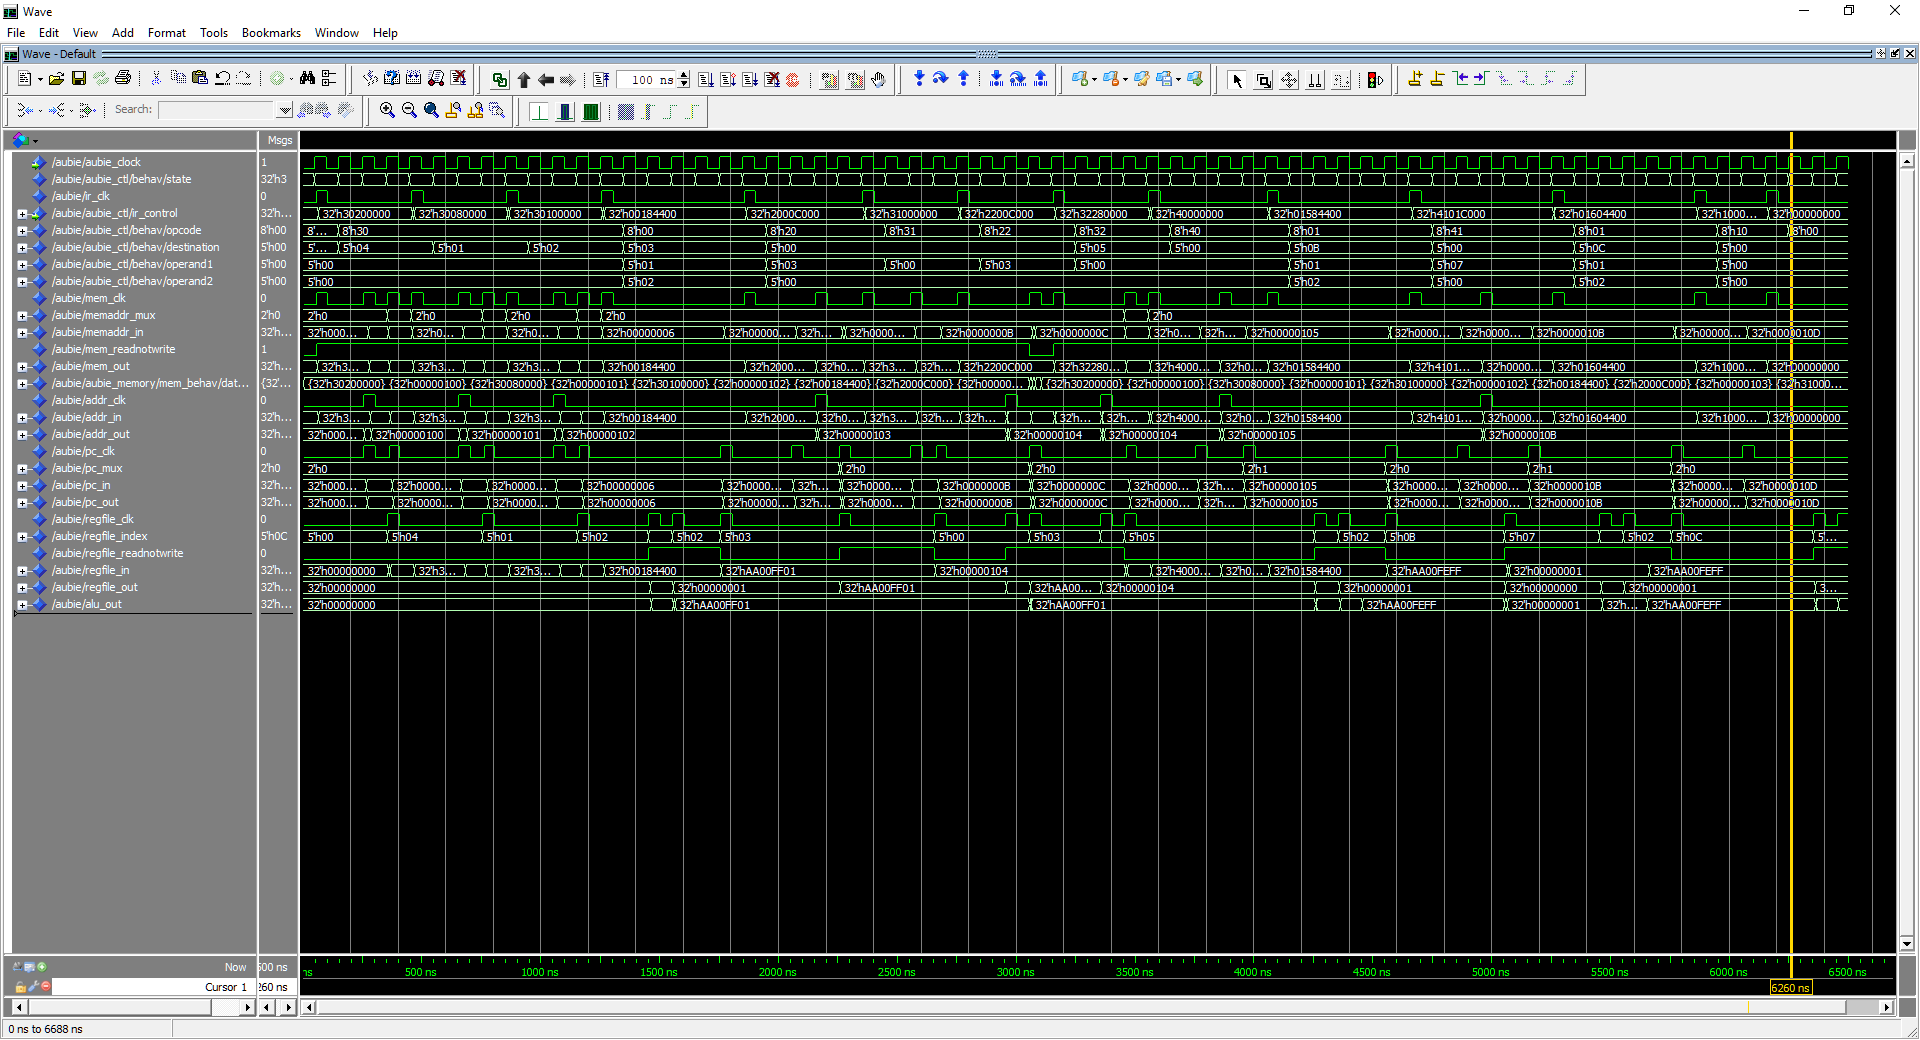 Wave
File Edit View Add Format Tools Bookmarks Window Help
Wave - Default
100 ns
Search:
Msgs
/aubie/aubie_clock 1
/aubie/aubie_ctl/behav/state 32'h3
/aubie/ir_clk 0
/aubie/aubie_ctl/ir_control 32'h... 32'h30200000 32'h30080000 32'h30100000 32'h00184400 32'h2000C000 32'h31000000 32'h2200C000 32'h32280000 32'h40000000 32'h01584400 32'h4101C000 32'h01604400 32'h1000... 32'h00000000
/aubie/aubie_ctl/behav/opcode 8'h00 8'... 8'h30 8'h00 8'h20 8'h31 8'h22 8'h32 8'h40 8'h01 8'h41 8'h01 8'h10 8'h00
/aubie/aubie_ctl/behav/destination 5'h00 5'... 5'h04 5'h01 5'h02 5'h03 5'h00 5'h05 5'h00 5'h0B 5'h00 5'h0C 5'h00
/aubie/aubie_ctl/behav/operand1 5'h00 5'h00 5'h01 5'h03 5'h00 5'h03 5'h00 5'h01 5'h07 5'h01 5'h00
/aubie/aubie_ctl/behav/operand2 5'h00 5'h00 5'h02 5'h00 5'h02 5'h00 5'h02 5'h00
/aubie/mem_clk 0
/aubie/memaddr_mux 2'h0 2'h0 2'h0 2'h0 2'h0 2'h0
/aubie/memaddr_in 32'h... 32'h000... 32'h0... 32'h0... 32'h00000006 32'h00000... 32'h... 32'h0000... 32'h0000000B 32'h0000000C 32'h0... 32'h... 32'h00000105 32'h0000... 32'h0000... 32'h0000010B 32'h00000... 32'h0000010D
/aubie/mem_readnotwrite 1
/aubie/mem_out 32'h... 32'h3... 32'h3... 32'h3... 32'h00184400 32'h2000... 32'h0... 32'h3... 32'h... 32'h2200C000 32'h32280... 32'h4000... 32'h0... 32'h01584400 32'h4101... 32'h0000... 32'h01604400 32'h1000... 32'h00000000
/aubie/aubie_memory/mem_behav/dat... {32'... {32'h30200000} {32'h00000100} {32'h30080000} {32'h00000101} {32'h30100000} {32'h00000102} {32'h00184400} {32'h2000C000} {32'h00000... {32'h30200000} {32'h00000100} {32'h30080000} {32'h00000101} {32'h30100000} {32'h00000102} {32'h00184400} {32'h2000C000} {32'h00000103} {32'h31000...
/aubie/addr_clk 0
/aubie/addr_in 32'h... 32'h3... 32'h3... 32'h3... 32'h00184400 32'h2000... 32'h0... 32'h3... 32'h... 32'h... 32'h... 32'h... 32'h4000... 32'h0... 32'h01584400 32'h4101... 32'h0000... 32'h01604400 32'h1000... 32'h00000000
/aubie/addr_out 32'h... 32'h000... 32'h00000100 32'h00000101 32'h00000102 32'h00000103 32'h00000104 32'h00000104 32'h00000105 32'h0000010B
/aubie/pc_clk 0
/aubie/pc_mux 2'h0 2'h0 2'h0 2'h0 2'h1 2'h0 2'h1 2'h0
/aubie/pc_in 32'h... 32'h000... 32'h0000... 32'h0000... 32'h00000006 32'h0000... 32'h... 32'h0000... 32'h0000000B 32'h0000000C 32'h0000... 32'h... 32'h00000105 32'h0000... 32'h0000... 32'h0000010B 32'h00000... 32'h0000010D
/aubie/pc_out 32'h... 32'h000... 32'h0000... 32'h0000... 32'h00000006 32'h00000... 32'h... 32'h0000... 32'h0000000B 32'h0000000C 32'h0000... 32'h... 32'h00000105 32'h0000... 32'h0000... 32'h0000010B 32'h00000... 32'h0000010D
/aubie/regfile_clk 0
/aubie/regfile_index 5'h0C 5'h00 5'h04 5'h01 5'h02 5'h02 5'h03 5'h00 5'h03 5'h05 5'h02 5'h0B 5'h07 5'h02 5'h0C 5'...
/aubie/regfile_readnotwrite 0
/aubie/regfile_in 32'h... 32'h00000000 32'h3... 32'h3... 32'h00184400 32'hAA00FF01 32'h00000104 32'h4000... 32'h0... 32'h01584400 32'hAA00FEFF 32'h00000001 32'hAA00FEFF
/aubie/regfile_out 32'h... 32'h00000000 32'h00000001 32'hAA00FF01 32'hAA00... 32'h00000104 32'h00000001 32'h00000000 32'h00000001 3...
/aubie/alu_out 32'h... 32'h00000000 32'hAA00FF01 32'hAA00FF01 32'hAA00FEFF 32'h00000001 32'h... 32'hAA00FEFF
Now 500 ns ns 500 ns 1000 ns 1500 ns 2000 ns 2500 ns 3000 ns 3500 ns 4000 ns 4500 ns 5000 ns 5500 ns 6000 ns 6500 ns
Cursor 1 260 ns 6260 ns
0 ns to 6688 ns